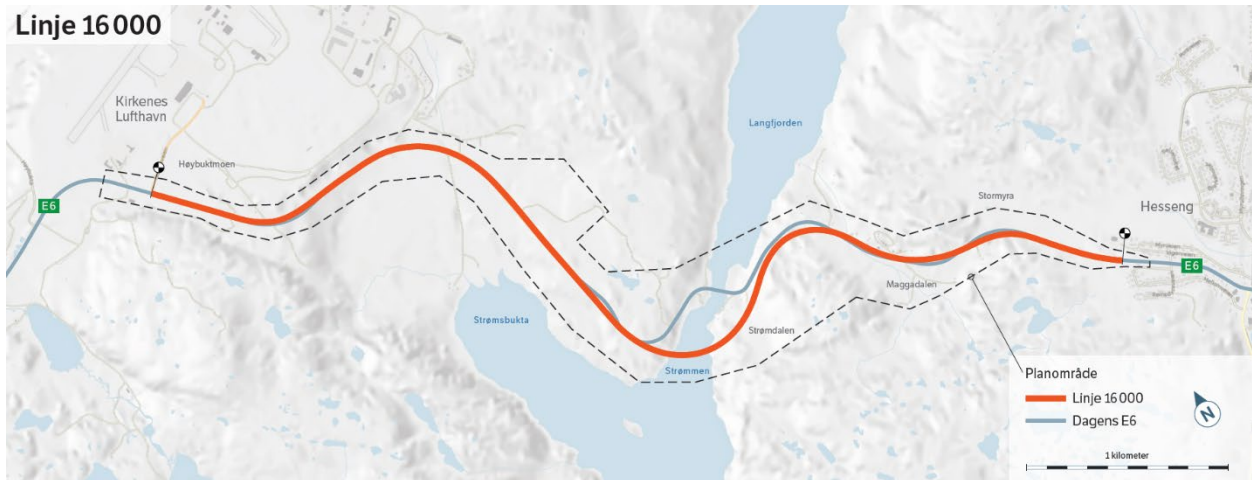 Linje 16 000
Kirkenes
Lufthavn
Høybuktmoen
E6
Langfjorden
Stormyra
Hesseng
E6
Maggadalen
Strømsbukta
Strømdalen
Strømmen
Planområde
Linje 16 000
Dagens E6
N
1 kilometer